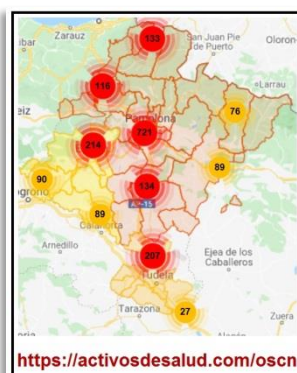 Zarauz
San Juan Pie
de Puerto
Oloron-
133
Larrau
116
76
Pamplona
721
214
89
90
134
89
Calahorra
A-15
Arnedillo
207
Ejea de los
Caballeros
Tudela
Tarazona
27
Zuera
https://activosdesalud.com/oscn